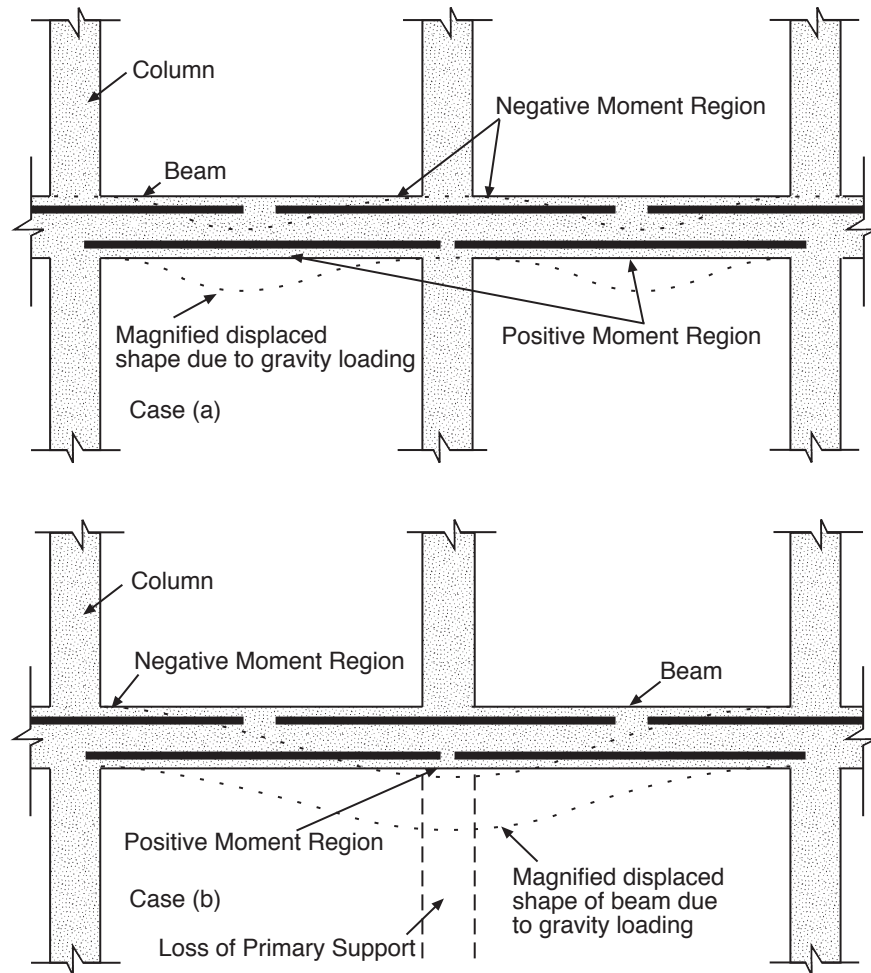 Column
Negative Moment Region
Beam
Magnified displaced
shape due to gravity loading
Positive Moment Region
Case (a)
Column
Negative Moment Region
Beam
Positive Moment Region
Magnified displaced
shape of beam due
to gravity loading
Case (b)
Loss of Primary Support